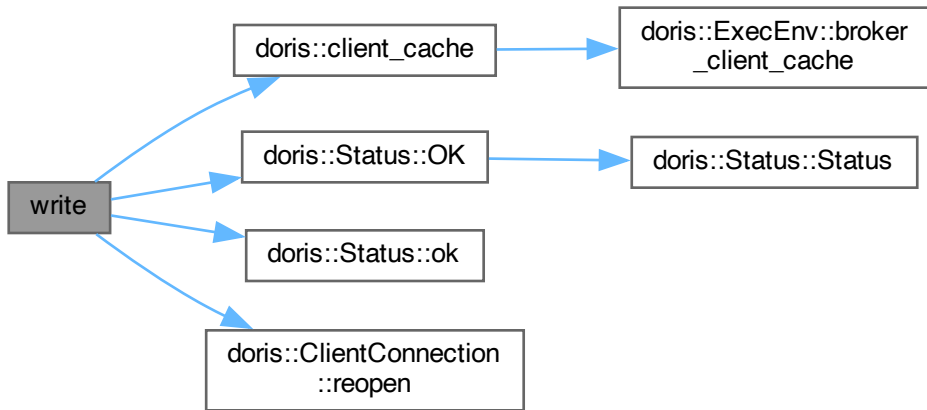 write
doris::client_cache
doris::ExecEnv::broker
_client_cache
doris::Status::OK
doris::Status::Status
doris::Status::ok
doris::ClientConnection
::reopen